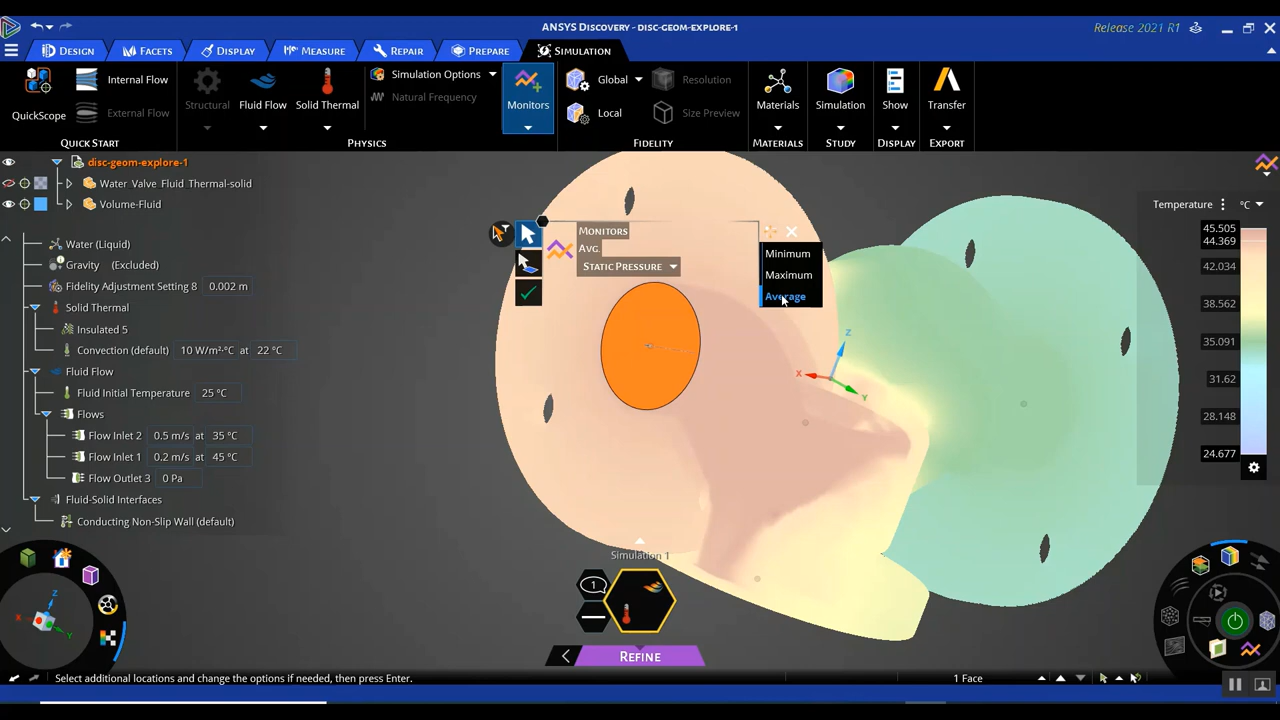 ANSYS DISCOVERY - DISC-GEOM-EXPLORE-1
Release 2021 R1
DESIGN
FACETS
DISPLAY
MEASURE
REPAIR
PREPARE
SIMULATION
QuickScope
Internal Flow
External Flow
QUICK START
Structural
Fluid Flow
Solid Thermal
Simulation Options
Natural Frequency
PHYSICS
Monitors
Global
Local
Resolution
Size Preview
FIDELITY
Materials
MATERIALS
Simulation
STUDY
Show
DISPLAY
Transfer
EXPORT
disc-geom-explore-1
Water Valve Fluid Thermal-solid
Volume-Fluid
Water (Liquid)
Gravity (Excluded)
Fidelity Adjustment Setting 8 0.002 m
Solid Thermal
Insulated 5
Convection (default) 10 W/m²·°C at 22 °C
Fluid Flow
Fluid Initial Temperature 25 °C
Flows
Flow Inlet 2 0.5 m/s at 35 °C
Flow Inlet 1 0.2 m/s at 45 °C
Flow Outlet 3 0 Pa
Fluid-Solid Interfaces
Conducting Non-Slip Wall (default)
MONITORS
AVG.
STATIC PRESSURE
Minimum
Maximum
Average
Z
X
Y
Temperature °C
45.505
44.369
42.034
38.562
35.091
31.62
28.148
24.677
Z
X
Y
Simulation 1
1
REFINE
Select additional locations and change the options if needed, then press Enter.
1 Face